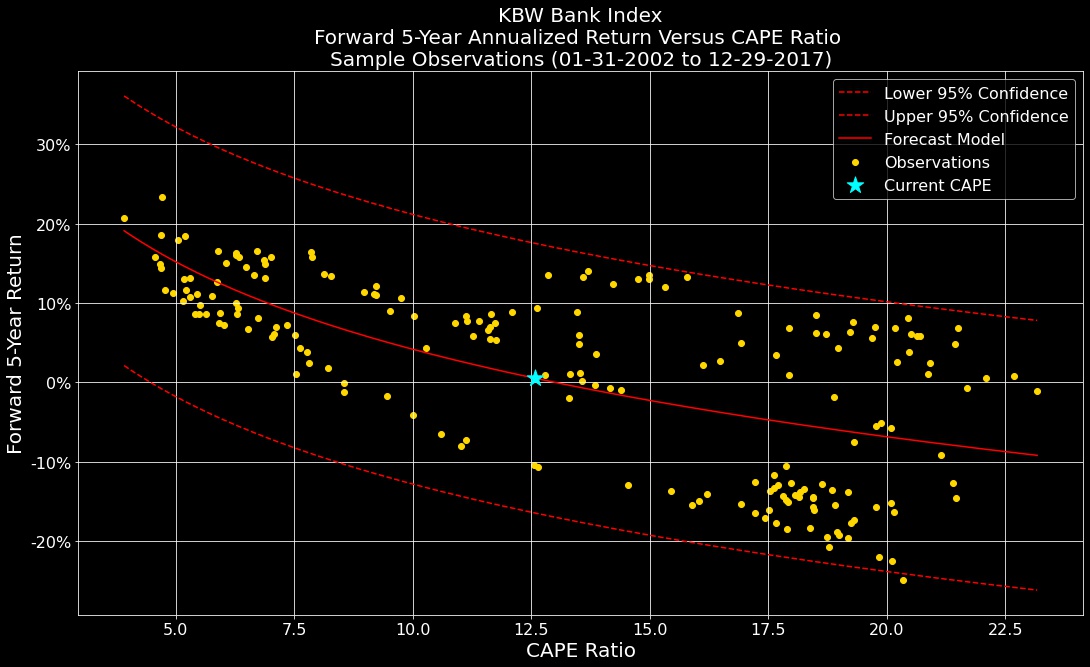 KBW Bank Index
Forward 5-Year Annualized Return Versus CAPE Ratio
Sample Observations (01-31-2002 to 12-29-2017)
Lower 95% Confidence
Upper 95% Confidence
Forecast Model
Observations
Current CAPE
Forward 5-Year Return
30%
20%
10%
0%
-10%
-20%
5.0 7.5 10.0 12.5 15.0 17.5 20.0 22.5
CAPE Ratio